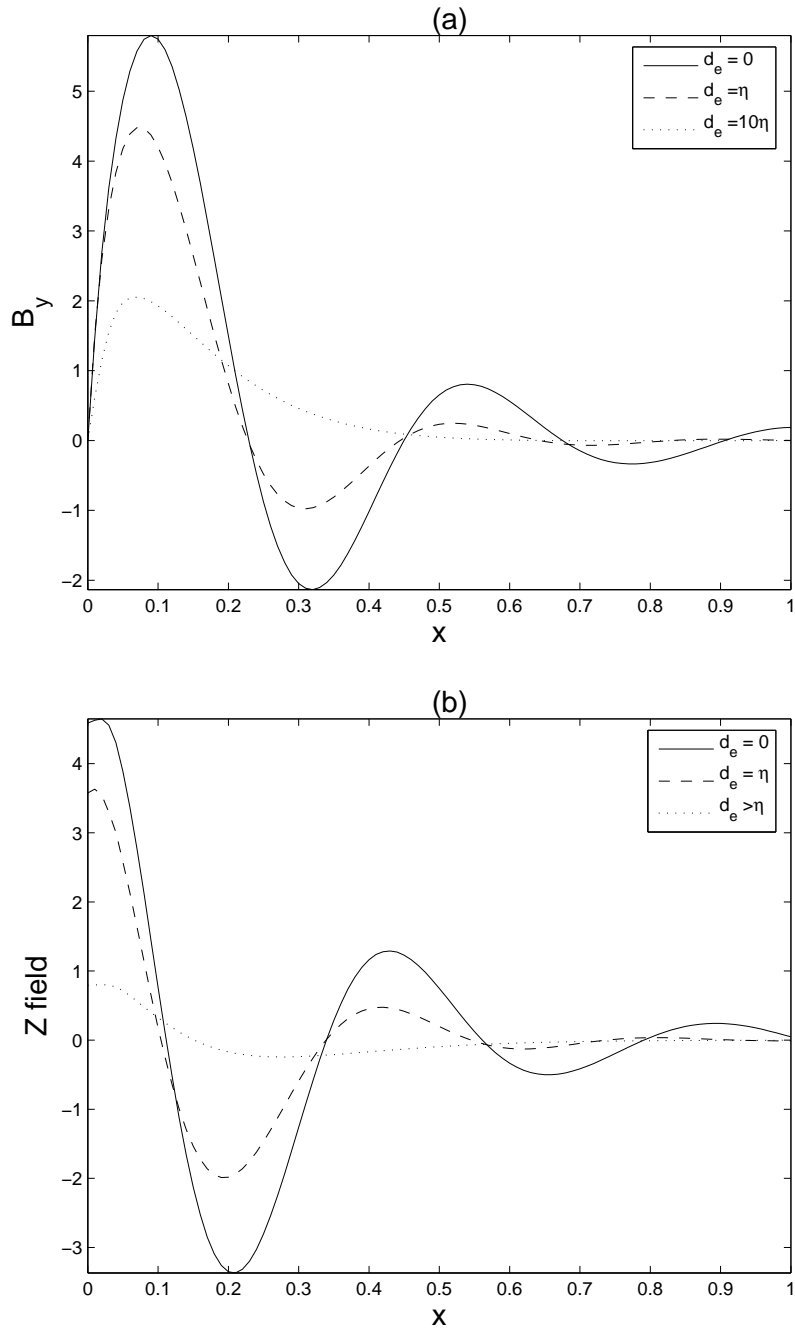 (a)
d_e = 0
d_e =η
d_e =10η
5
4
3
2
1
0
−1
−2
B_y
0 0.1 0.2 0.3 0.4 0.5 0.6 0.7 0.8 0.9 1
x
(b)
d_e = 0
d_e = η
d_e >η
4
3
2
1
0
−1
−2
−3
Z field
0 0.1 0.2 0.3 0.4 0.5 0.6 0.7 0.8 0.9 1
x